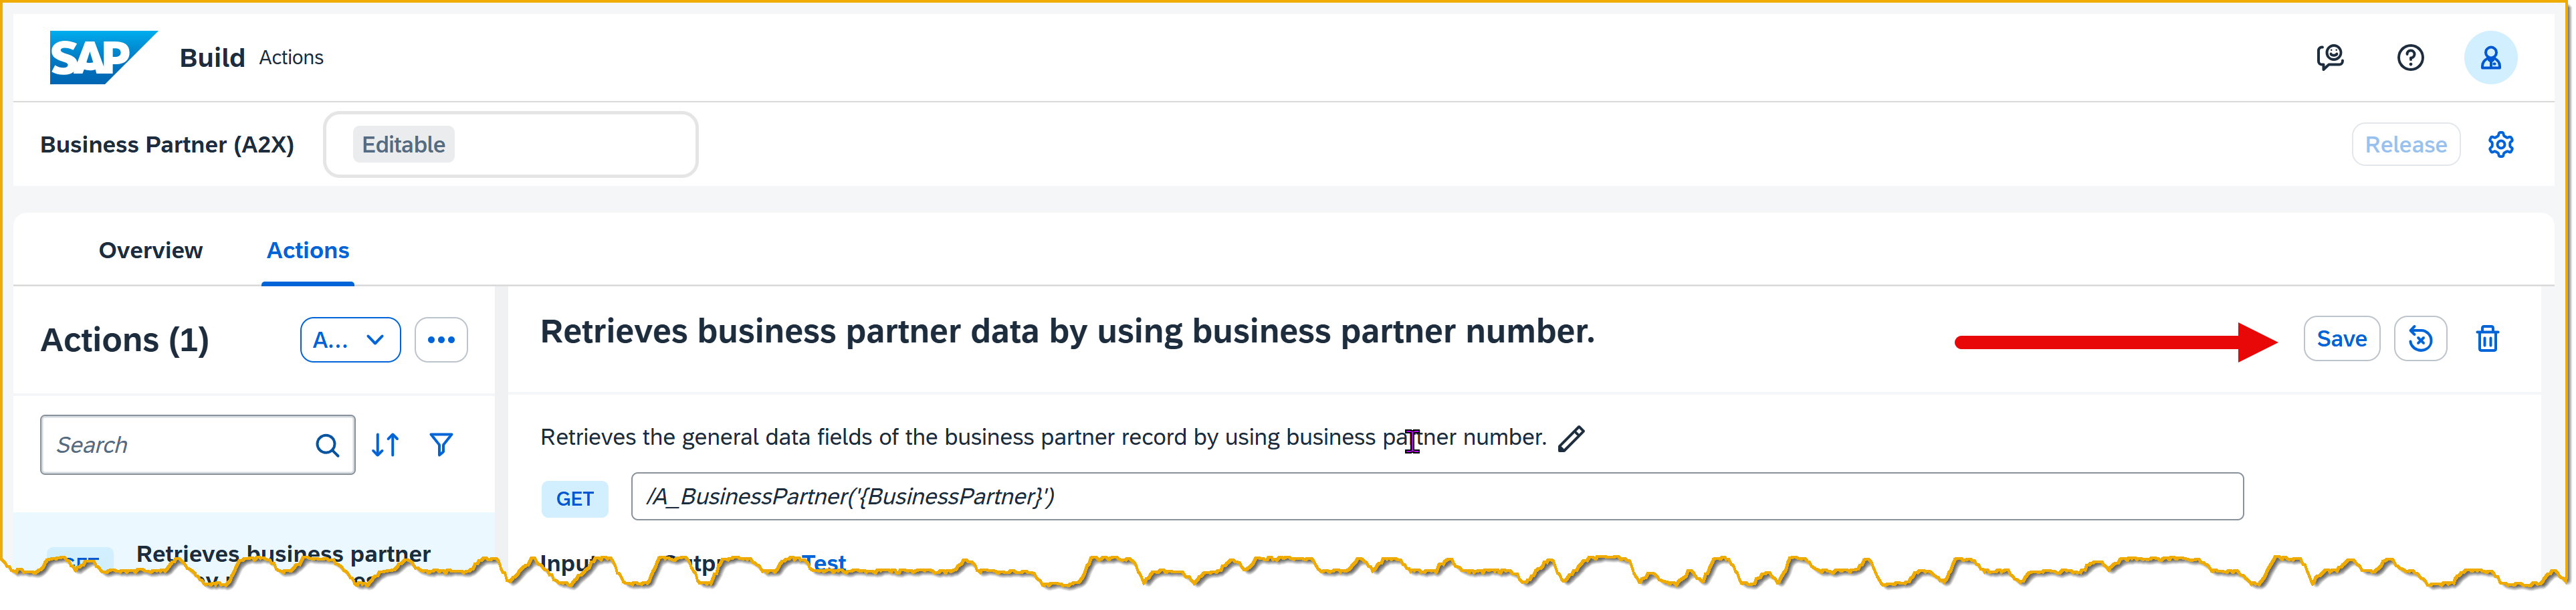 SAP Build Actions
Business Partner (A2X) Editable Release
Overview Actions
Actions (1) A... Retrieves business partner data by using business partner number. Save
Search Retrieves the general data fields of the business partner record by using business partner number.
GET /A_BusinessPartner('{BusinessPartner}')
Retrieves business partner
Test